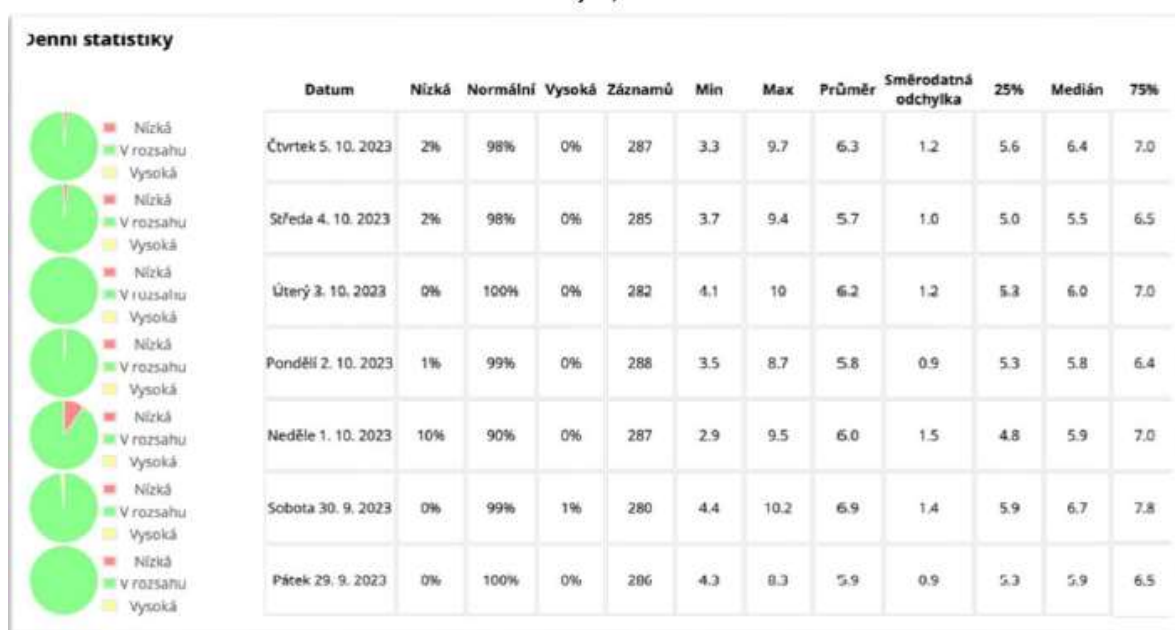 Denní statistiky
Datum Nízká Normální Vysoká Záznamů Min Max Průměr Směrodatná odchylka 25% Medián 75%
Nízká
V rozsahu
Vysoká
Čtvrtek 5. 10. 2023 2% 98% 0% 287 3.3 9.7 6.3 1.2 5.6 6.4 7.0
Nízká
V rozsahu
Vysoká
Středa 4. 10. 2023 2% 98% 0% 285 3.7 9.4 5.7 1.0 5.0 5.5 6.5
Nízká
V rozsahu
Vysoká
Úterý 3. 10. 2023 0% 100% 0% 282 4.1 10 6.2 1.2 5.3 6.0 7.0
Nízká
V rozsahu
Vysoká
Pondělí 2. 10. 2023 1% 99% 0% 288 3.5 8.7 5.8 0.9 5.3 5.8 6.4
Nízká
V rozsahu
Vysoká
Neděle 1. 10. 2023 10% 90% 0% 287 2.9 9.5 6.0 1.5 4.8 5.9 7.0
Nízká
V rozsahu
Vysoká
Sobota 30. 9. 2023 0% 99% 1% 280 4.4 10.2 6.9 1.4 5.9 6.7 7.8
Nízká
V rozsahu
Vysoká
Pátek 29. 9. 2023 0% 100% 0% 286 4.3 8.3 5.9 0.9 5.3 5.9 6.5